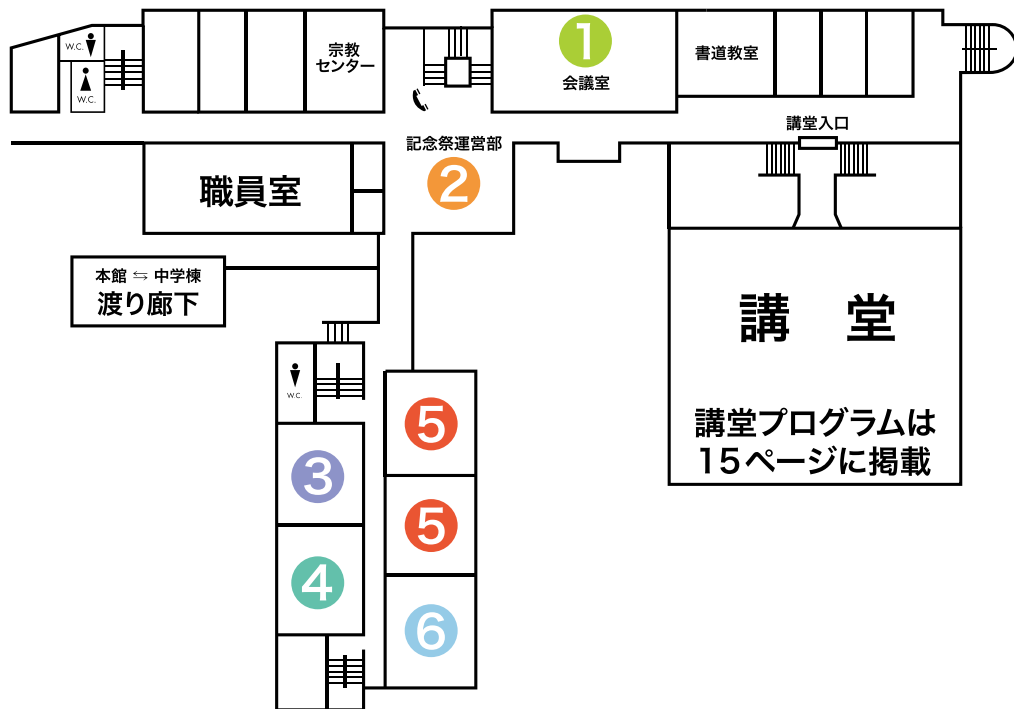 W.C.
W.C.
宗教
センター
1
会議室
書道教室
講堂入口
記念祭運営部
2
職員室
本館 ⇆ 中学棟
渡り廊下
講 堂
講堂プログラムは
15ページに掲載
W.C.
3
4
5
5
6